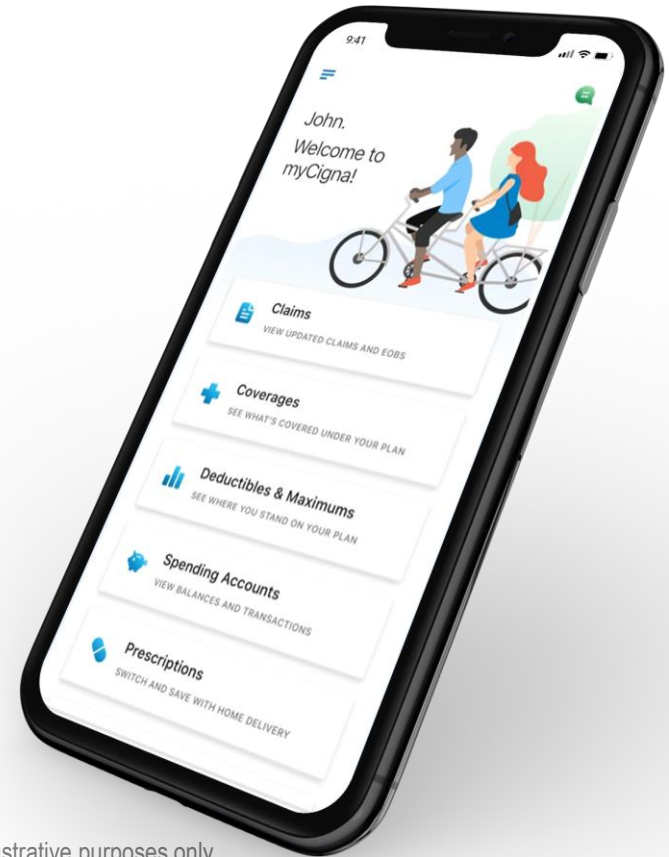 9:41
John.
Welcome to
myCigna!
Claims
VIEW UPDATED CLAIMS AND EOBS
Coverages
SEE WHAT'S COVERED UNDER YOUR PLAN
Deductibles & Maximums
SEE WHERE YOU STAND ON YOUR PLAN
Spending Accounts
VIEW BALANCES AND TRANSACTIONS
Prescriptions
SWITCH AND SAVE WITH HOME DELIVERY
purposes only